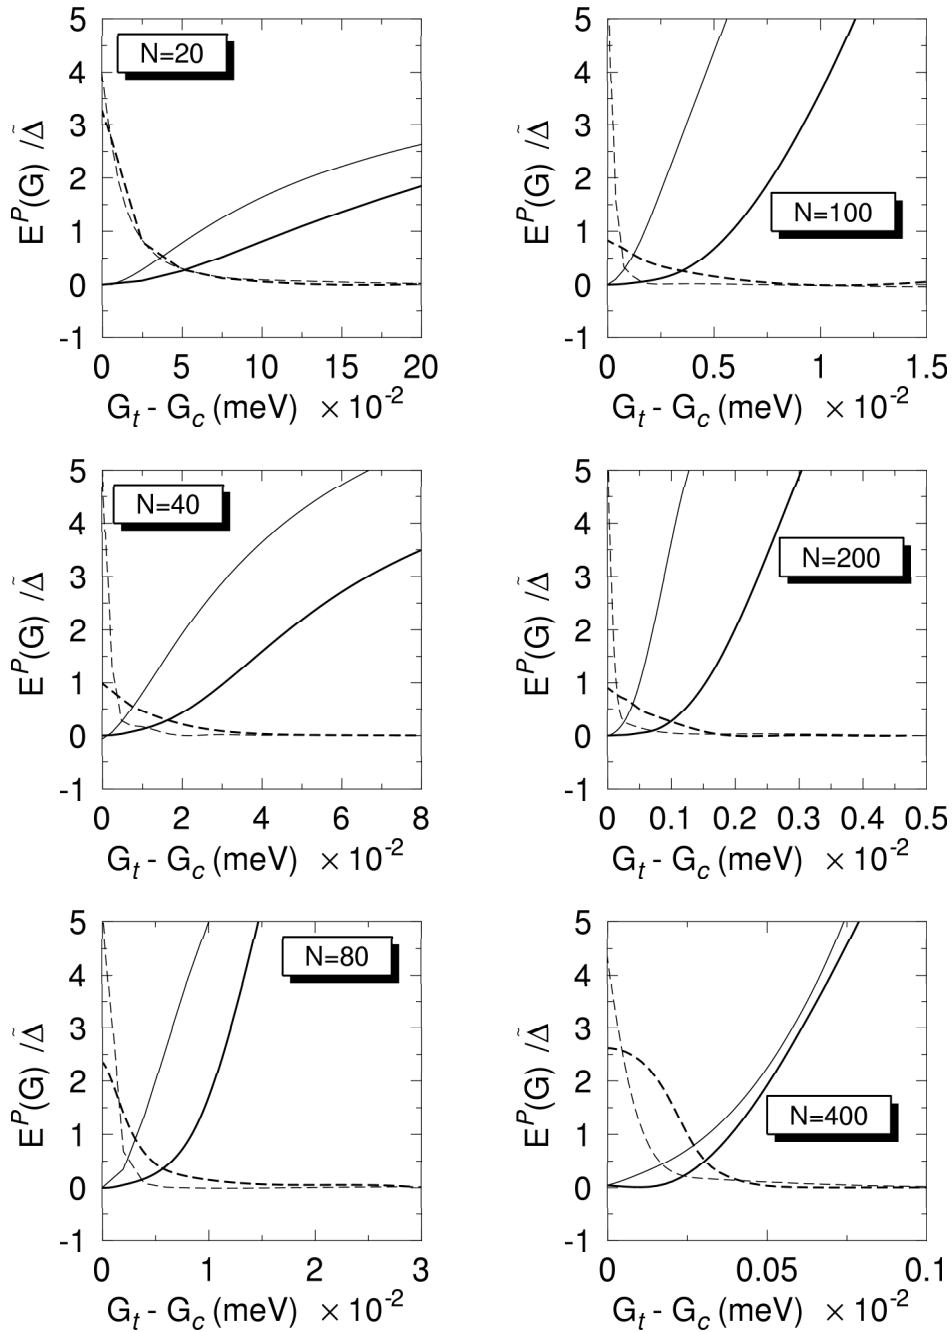 5
4
3
2
1
0
-1
E^P(G) /Δ̃
N=20
0 5 10 15 20
G_t - G_c (meV) × 10^-2
5
4
3
2
1
0
-1
E^P(G) /Δ̃
N=100
0 0.5 1 1.5
G_t - G_c (meV) × 10^-2
5
4
3
2
1
0
-1
E^P(G) /Δ̃
N=40
0 2 4 6 8
G_t - G_c (meV) × 10^-2
5
4
3
2
1
0
-1
E^P(G) /Δ̃
N=200
0 0.1 0.2 0.3 0.4 0.5
G_t - G_c (meV) × 10^-2
5
4
3
2
1
0
-1
E^P(G) /Δ̃
N=80
0 1 2 3
G_t - G_c (meV) × 10^-2
5
4
3
2
1
0
-1
E^P(G) /Δ̃
N=400
0 0.05 0.1
G_t - G_c (meV) × 10^-2